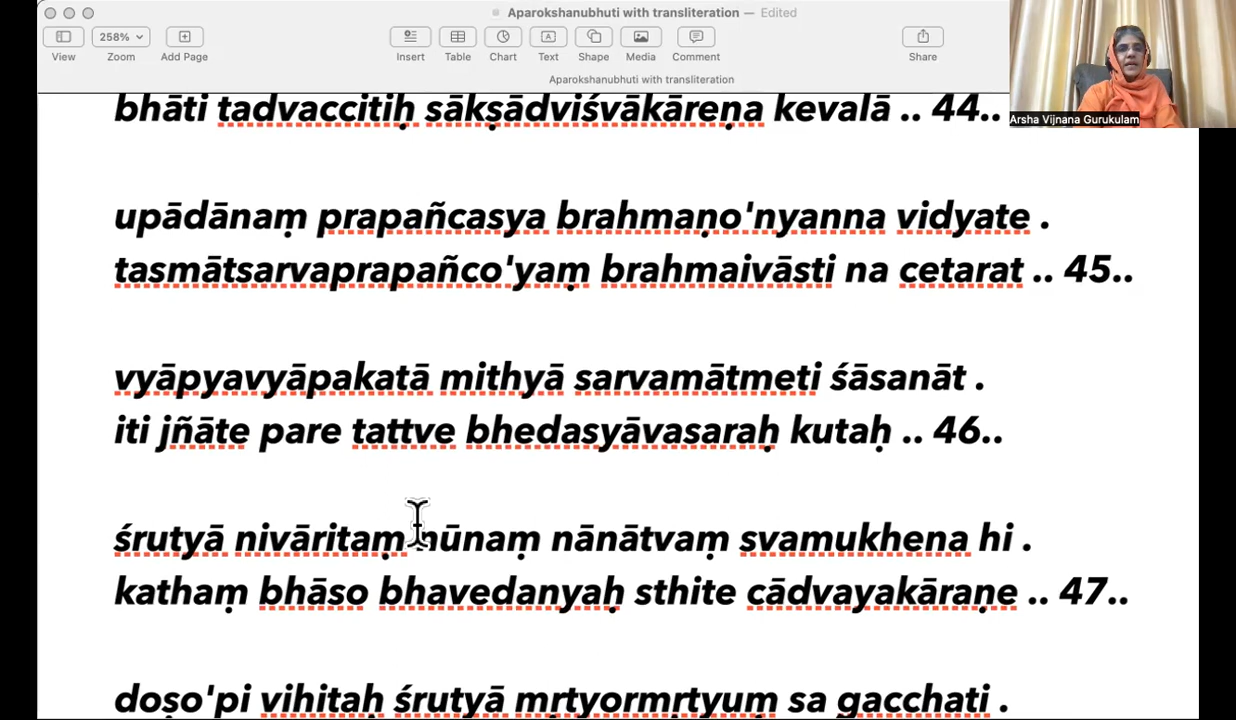 Aparokshanubhuti with transliteration — Edited
258%
View
Zoom
Add Page
Insert
Table
Chart
Text
Shape
Media
Comment
Share
Aparokshanubhuti with transliteration
Arsha Vijnana Gurukulam
bhāti tadvaccitiḥ sākṣādviśvākāreṇa kevalā .. 44..
upādānaṃ prapañcasya brahmaṇo'nyanna vidyate .
tasmātsarvaprapañco'yaṃ brahmaivāsti na cetarat .. 45..
vyāpyavyāpakatā mithyā sarvamātmeti śāsanāt .
iti jñāte pare tattve bhedasyāvasaraḥ kutaḥ .. 46..
śrutyā nivāritaṃ nūnaṃ nānātvaṃ svamukhena hi .
kathaṃ bhāso bhavedanyaḥ sthite cādvayakāraṇe .. 47..
doṣo'pi vihitaḥ śrutyā mṛtyormṛtyuṃ sa gacchati .